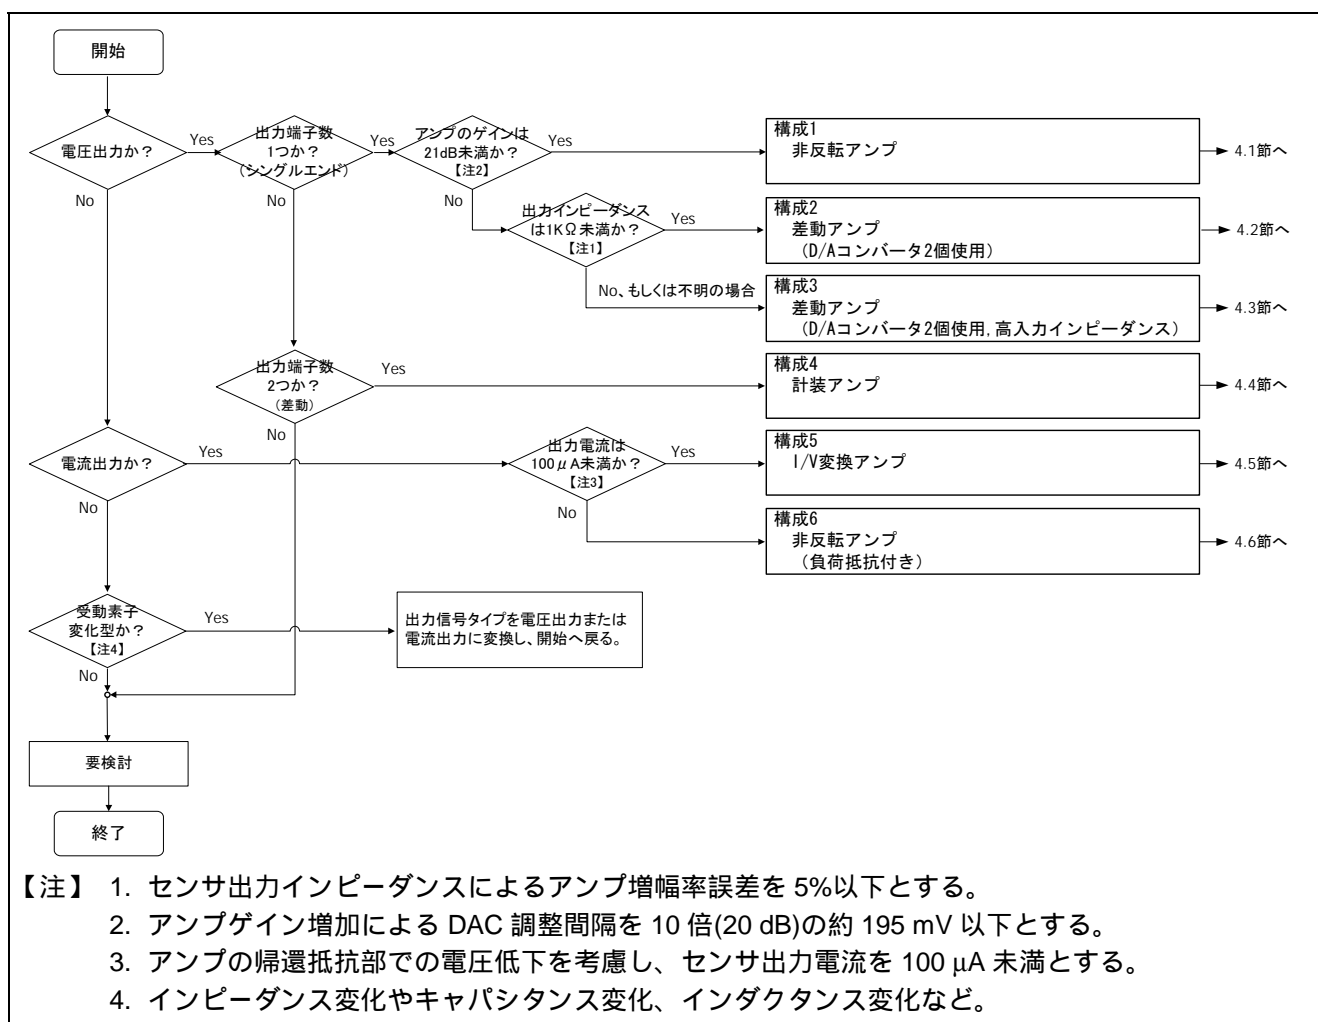 開始
電圧出力か？
Yes
No
出力端子数
1つか？
(シングルエンド)
Yes
No
アンプのゲインは
21dB未満か？
【注2】
Yes
No
構成1
非反転アンプ
4.1節へ
出力インピーダンス
は1KΩ未満か？
【注1】
Yes
No、もしくは不明の場合
構成2
差動アンプ
（D/Aコンバータ2個使用）
4.2節へ
構成3
差動アンプ
（D/Aコンバータ2個使用,高入力インピーダンス）
4.3節へ
出力端子数
2つか？
(差動)
Yes
No
構成4
計装アンプ
4.4節へ
電流出力か？
Yes
No
出力電流は
100μA未満か？
【注3】
Yes
No
構成5
I/V変換アンプ
4.5節へ
構成6
非反転アンプ
（負荷抵抗付き）
4.6節へ
受動素子
変化型か？
【注4】
Yes
No
出力信号タイプを電圧出力または
電流出力に変換し、開始へ戻る。
要検討
終了
【注】 1. センサ出力インピーダンスによるアンプ増幅率誤差を 5%以下とする。
2. アンプゲイン増加による DAC 調整間隔を 10 倍(20 dB)の約 195 mV 以下とする。
3. アンプの帰還抵抗部での電圧低下を考慮し、センサ出力電流を 100 μA 未満とする。
4. インピーダンス変化やキャパシタンス変化、インダクタンス変化など。